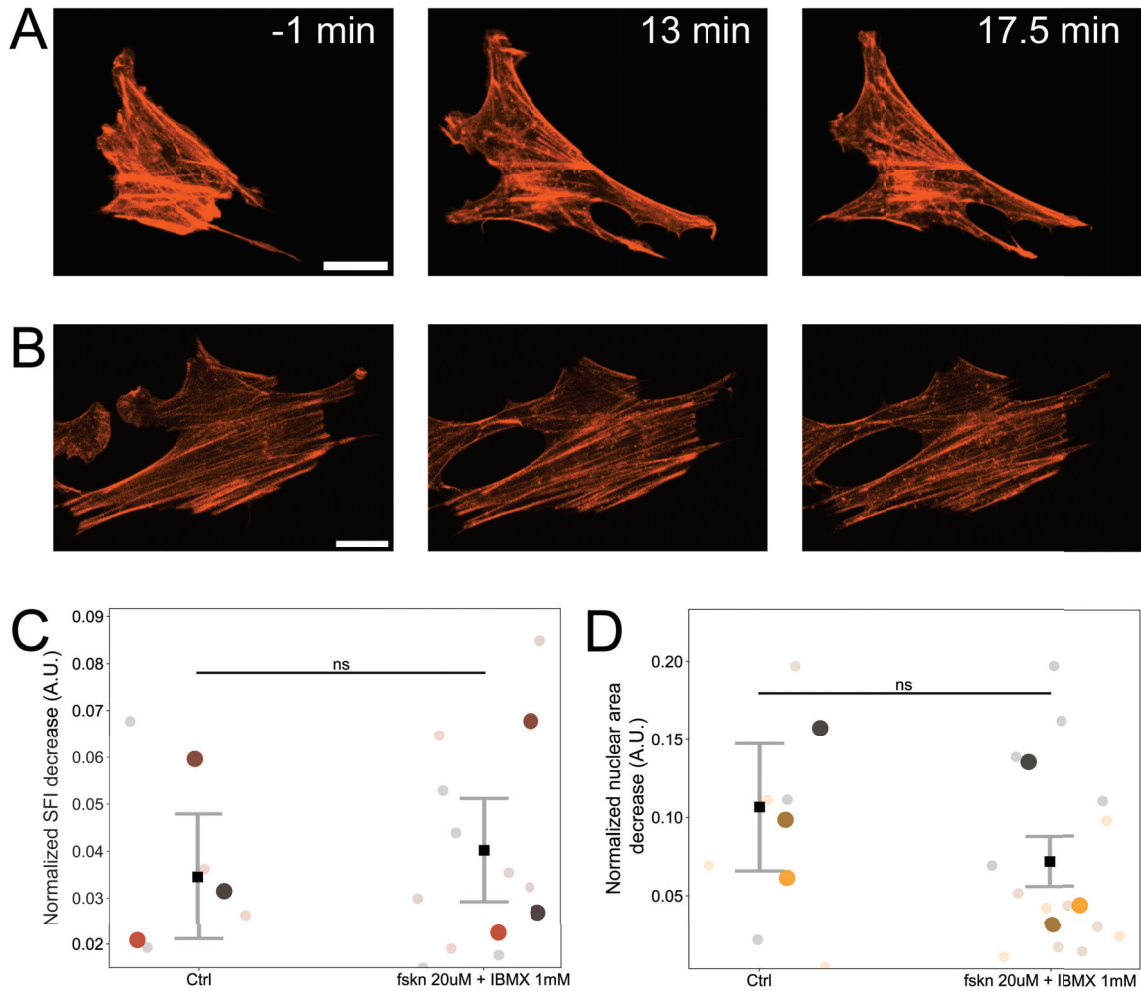 A
-1 min
13 min
17.5 min
B
C
Normalized SFI decrease (A.U.)
0.09
0.08
0.07
0.06
0.05
0.04
0.03
0.02
ns
Ctrl
fskn 20uM + IBMX 1mM
D
Normalized nuclear area
decrease (A.U.)
0.20
0.15
0.10
0.05
ns
Ctrl
fskn 20uM + IBMX 1mM